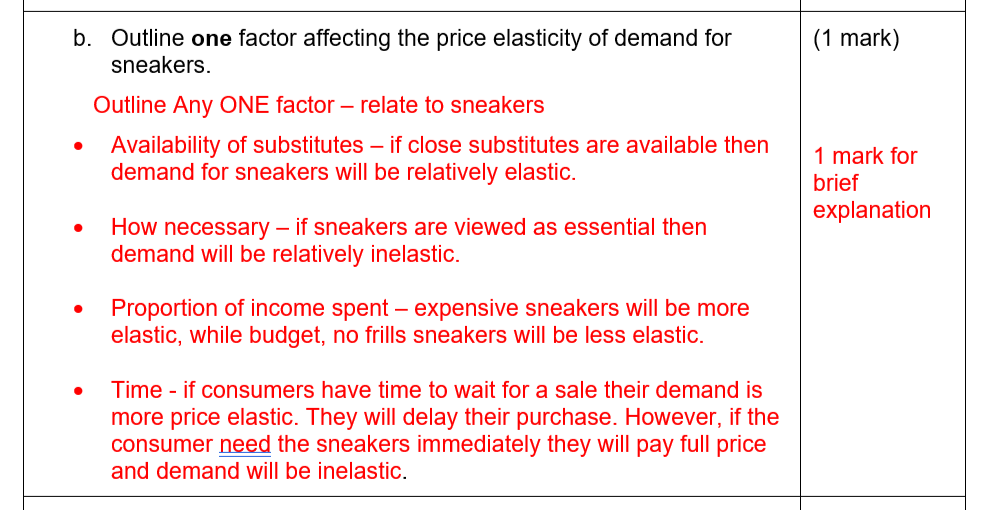 b. Outline one factor affecting the price elasticity of demand for
sneakers.
(1 mark)
Outline Any ONE factor – relate to sneakers
• Availability of substitutes – if close substitutes are available then
demand for sneakers will be relatively elastic.
1 mark for
brief
explanation
• How necessary – if sneakers are viewed as essential then
demand will be relatively inelastic.
• Proportion of income spent – expensive sneakers will be more
elastic, while budget, no frills sneakers will be less elastic.
• Time - if consumers have time to wait for a sale their demand is
more price elastic. They will delay their purchase. However, if the
consumer need the sneakers immediately they will pay full price
and demand will be inelastic.